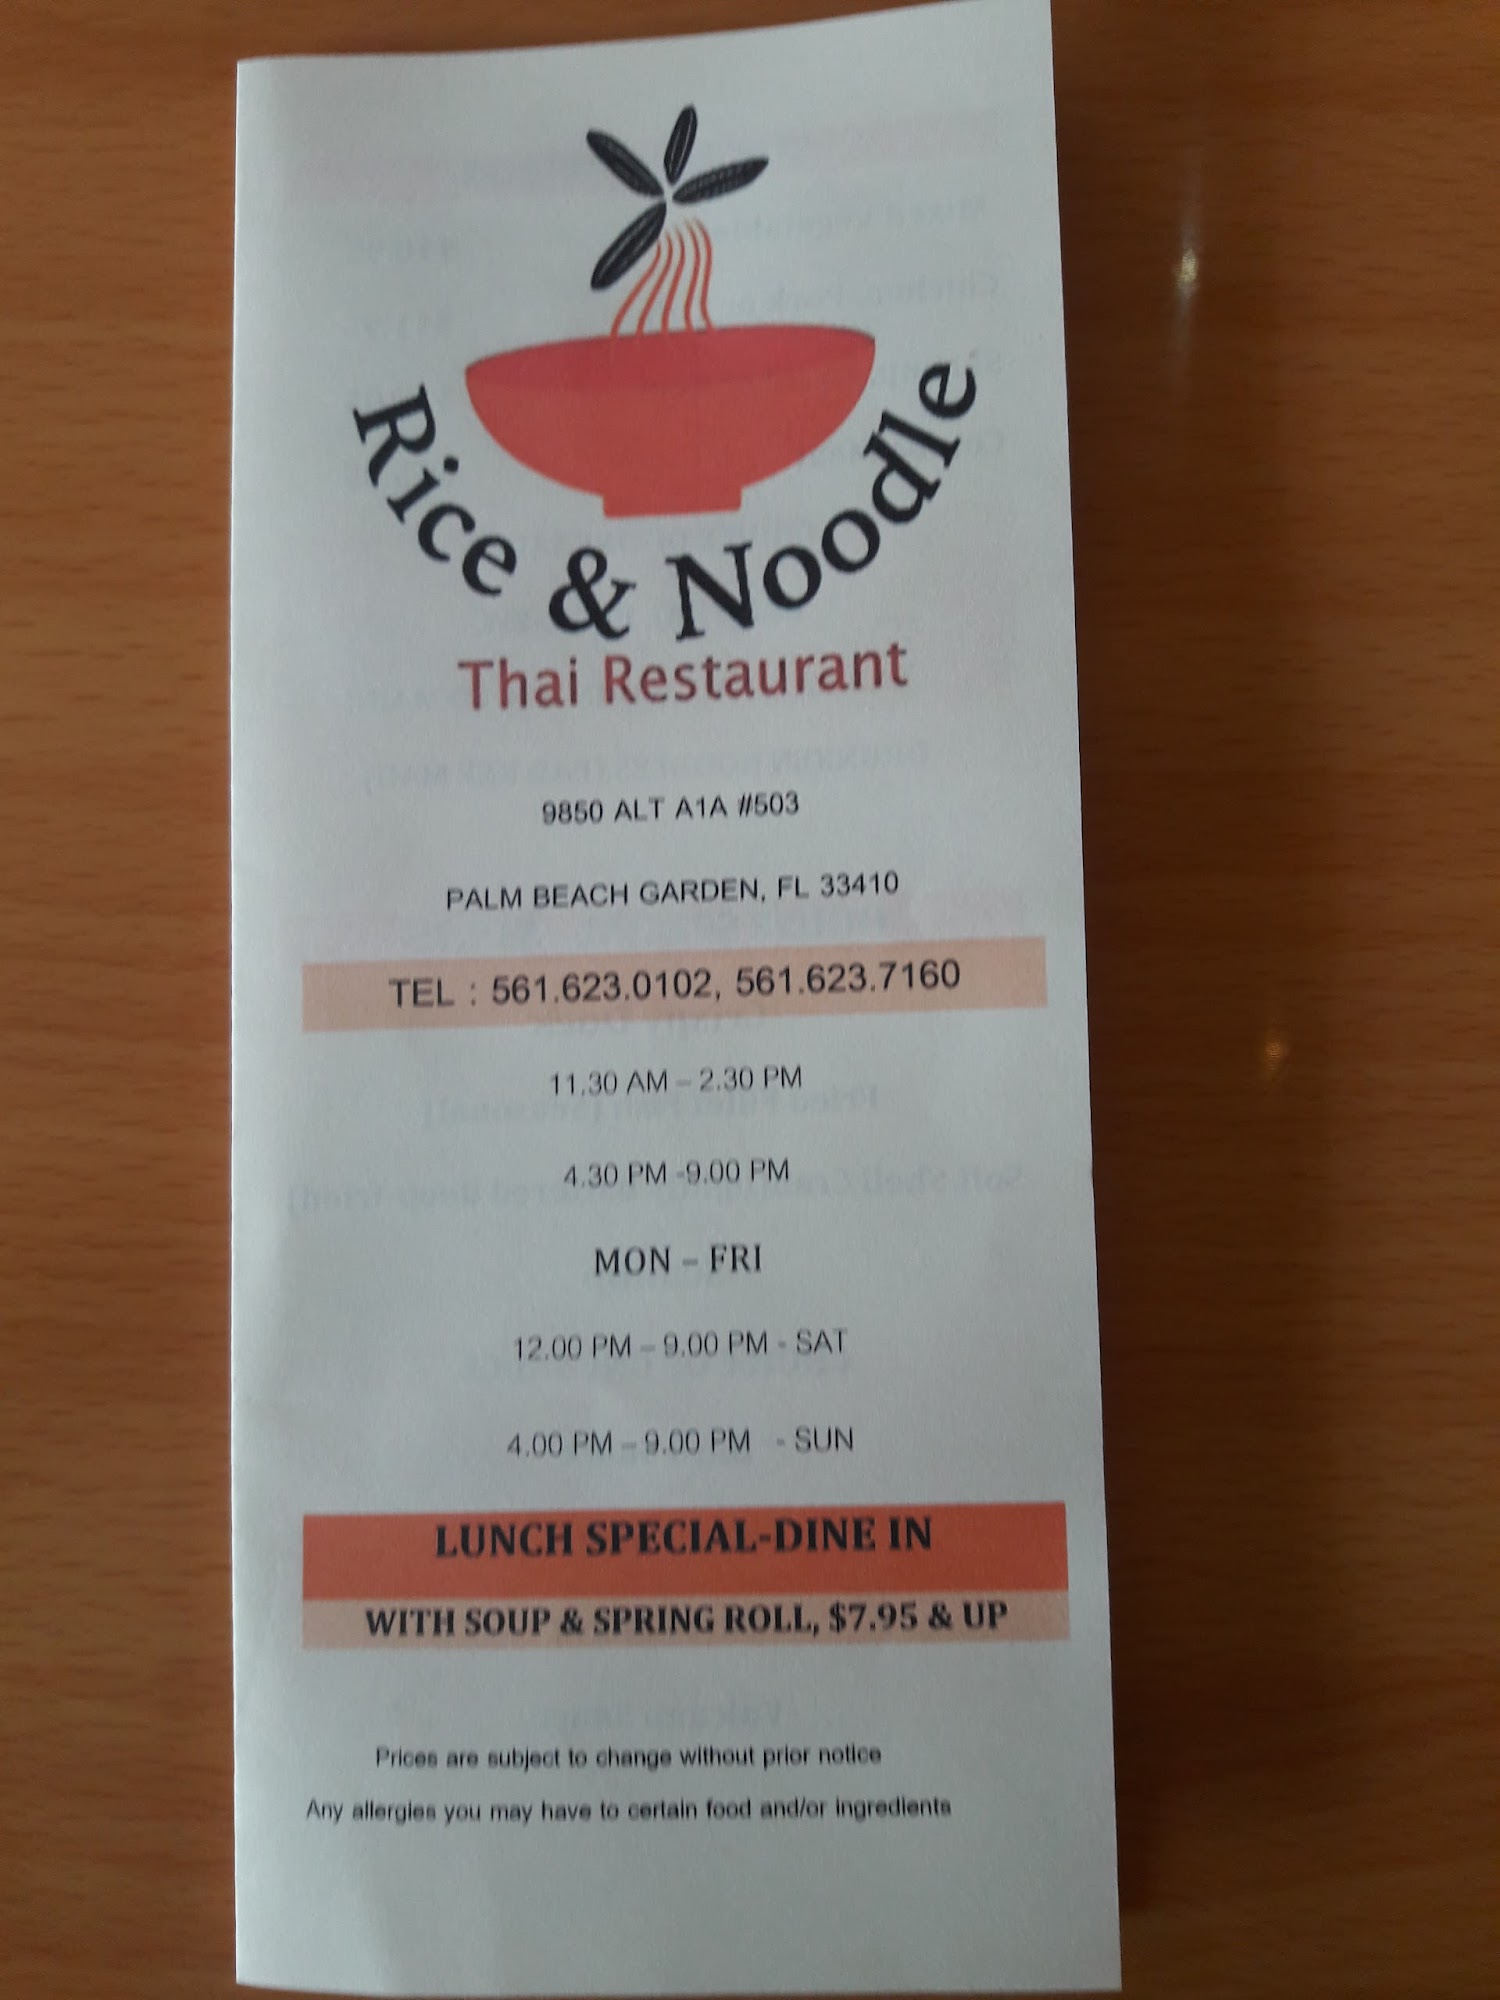 Rice & Noodle
Thai Restaurant
9850 ALT A1A #503
PALM BEACH GARDEN, FL 33410
TEL : 561.623.0102, 561.623.7160
11.30 AM – 2.30 PM
4.30 PM -9.00 PM
MON – FRI
12.00 PM – 9.00 PM - SAT
4.00 PM – 9.00 PM - SUN
LUNCH SPECIAL-DINE IN
WITH SOUP & SPRING ROLL, $7.95 & UP
Prices are subject to change without prior notice
Any allergies you may have to certain food and/or ingredients